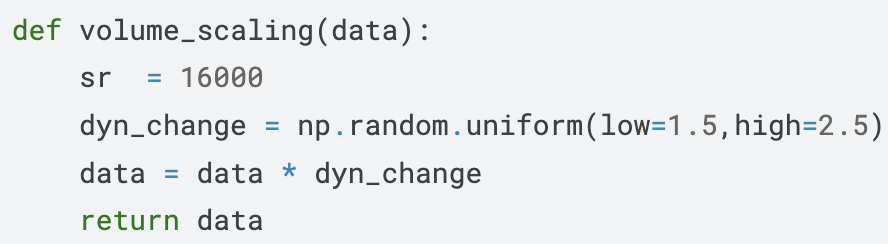 def volume_scaling(data):
    sr  = 16000
    dyn_change = np.random.uniform(low=1.5,high=2.5)
    data = data * dyn_change
    return data